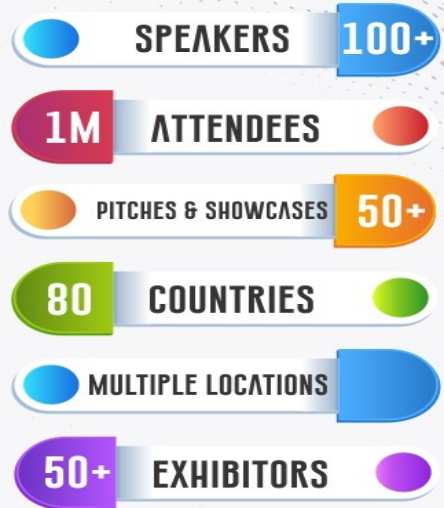 SPEAKERS 100+
1M ATTENDEES
PITCHES & SHOWCASES 50+
80 COUNTRIES
MULTIPLE LOCATIONS
50+ EXHIBITORS